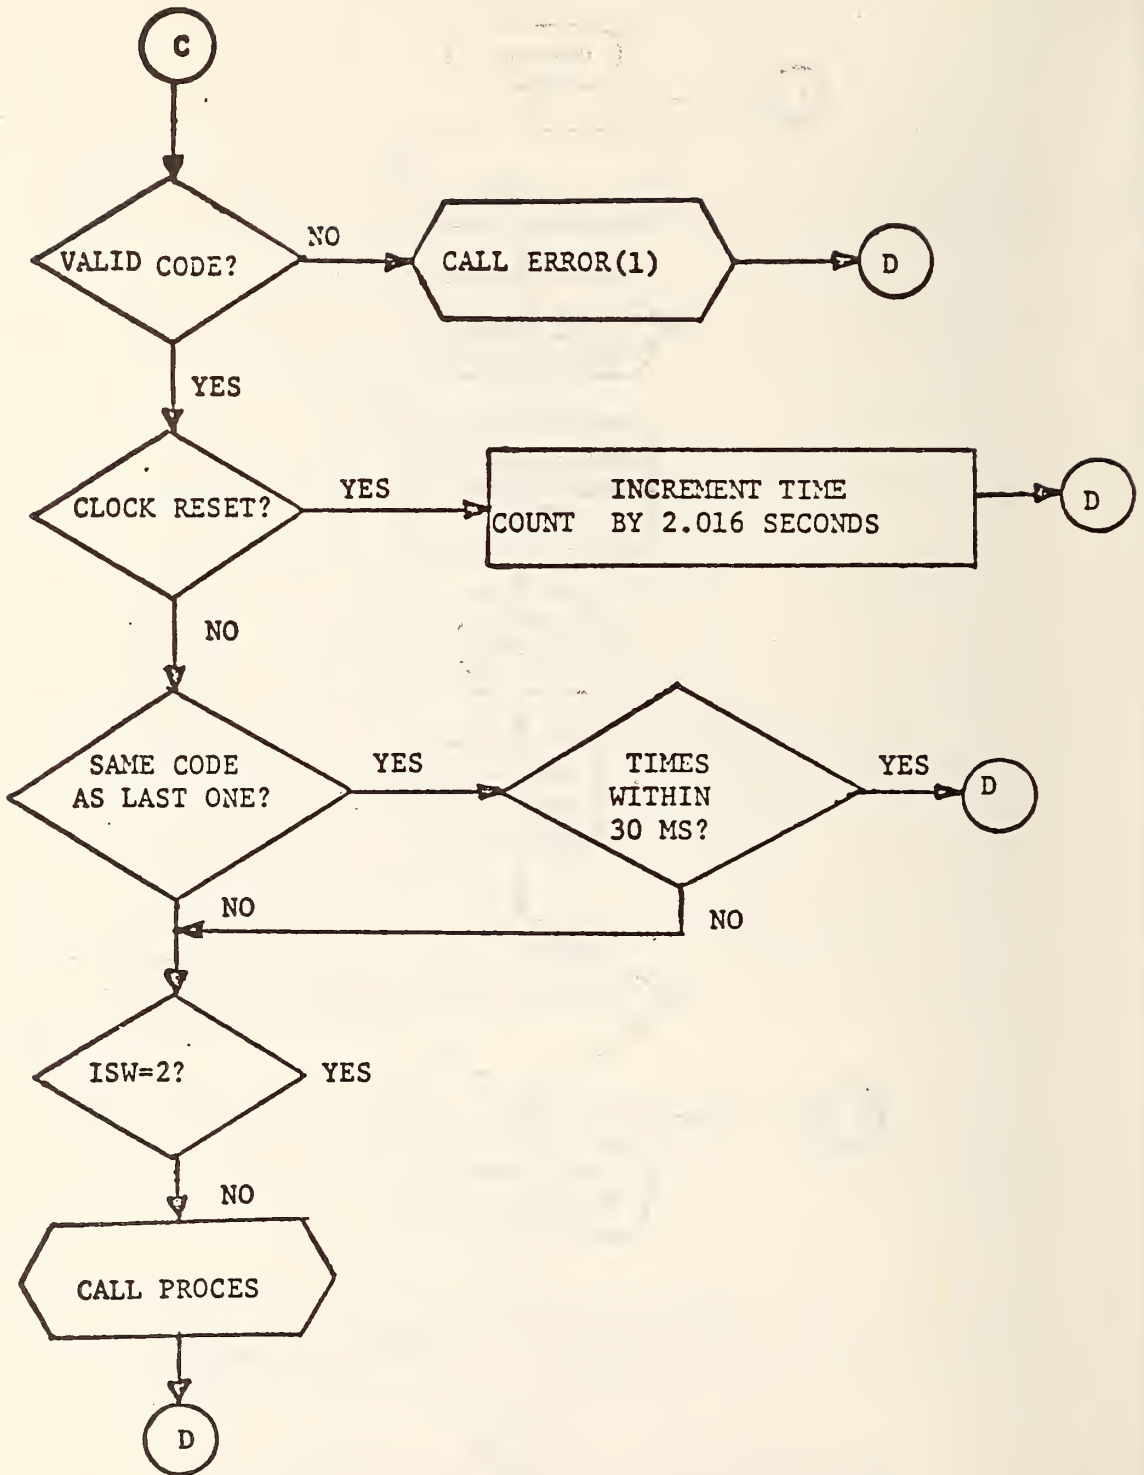 C
VALID CODE?
NO
CALL ERROR(1)
D
YES
CLOCK RESET?
YES
INCREMENT TIME
COUNT BY 2.016 SECONDS
D
NO
SAME CODE
AS LAST ONE?
YES
TIMES
WITHIN
30 MS?
YES
D
NO
NO
ISW=2?
YES
NO
CALL PROCES
D